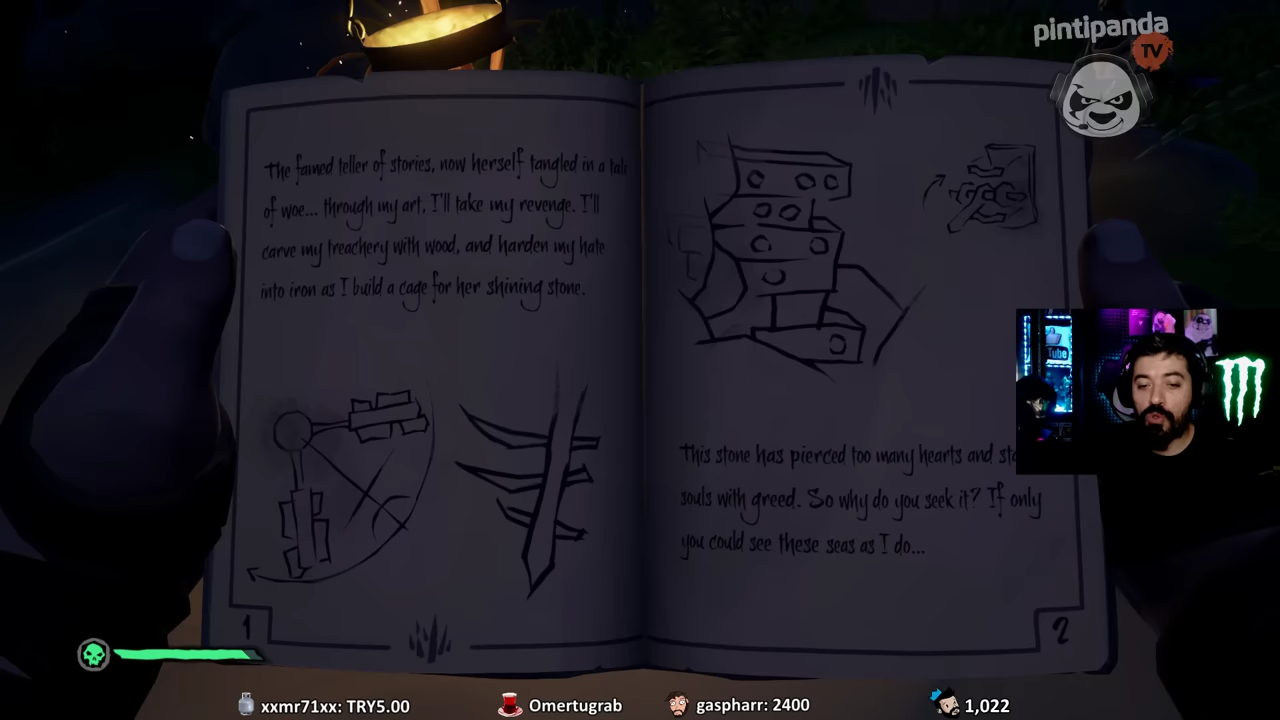 pintipanda
TV
The famed teller of stories, now herself tangled in a tale
of woe... through my art, I'll take my revenge. I'll
carve my treachery with wood, and harden my hate
into iron as I build a cage for her shining stone.
This stone has pierced too many hearts and
souls with greed. So why do you seek it? If only
you could see these seas as I do...
Tube
1
2
xxmr71xx: TRY5.00
Omertugrab
gaspharr: 2400
1,022